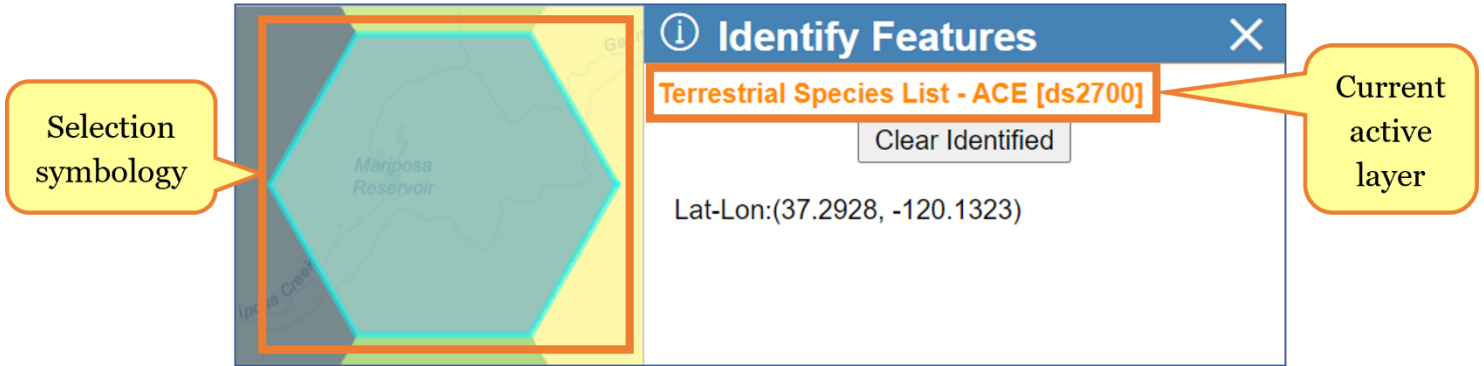 Selection
symbology
Mariposa
Reservoir
Creek
Identify Features
Terrestrial Species List - ACE [ds2700]
Clear Identified
Lat-Lon:(37.2928, -120.1323)
Current
active
layer